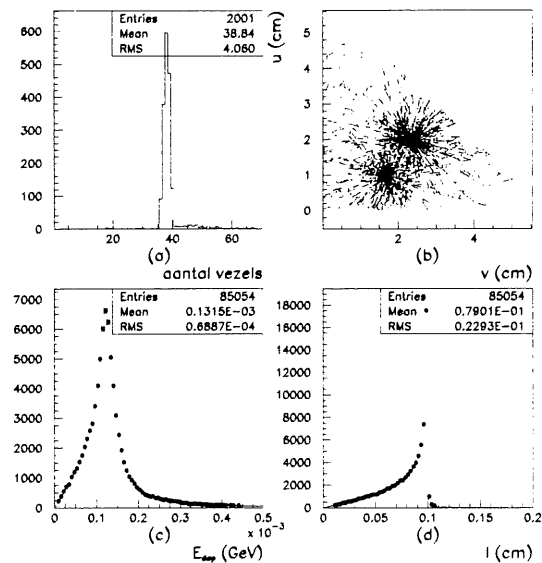 Entries 2001
Mean 38.84
RMS 4.060
600
500
400
300
200
100
0
20 40 60
(a)
aantal vezels
u (cm)
5
4
3
2
1
0
2 4
(b)
v (cm)
Entries 85054
Mean 0.1315E-03
RMS 0.6887E-04
7000
6000
5000
4000
3000
2000
1000
0
0 0.1 0.2 0.3 0.4 0.5
× 10⁻³
(c)
E_dep (GeV)
Entries 85054
Mean 0.7901E-01
RMS 0.2293E-01
18000
16000
14000
12000
10000
8000
6000
4000
2000
0
0 0.05 0.1 0.15 0.2
(d)
l (cm)